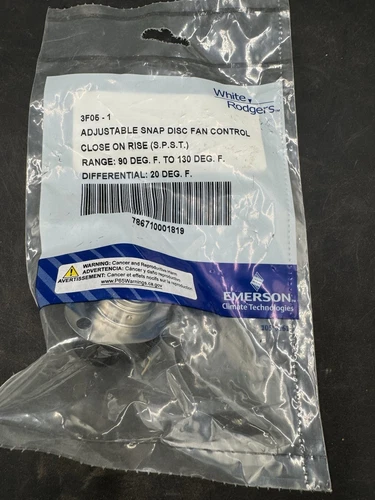 White
Rodgers
3F05 - 1
ADJUSTABLE SNAP DISC FAN CONTROL
CLOSE ON RISE (S.P.S.T.)
RANGE: 90 DEG. F. TO 130 DEG. F.
DIFFERENTIAL: 20 DEG. F.
786710001819
WARNING: Cancer and Reproductive Harm
ADVERTENCIA: Cáncer y daño reproductivo
AVERTISSEMENT: Cancer et effets nocifs sur la reproduction
www.P65Warnings.ca.gov
EMERSON
Climate Technologies